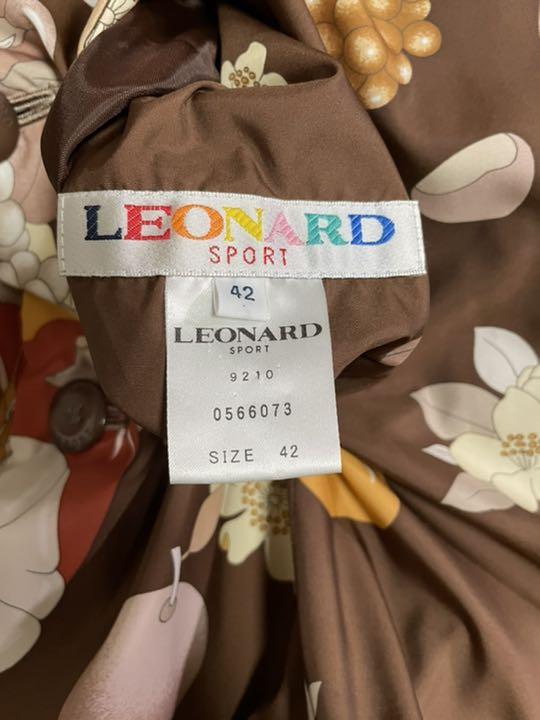 LEONARD
SPORT
42
LEONARD
SPORT
9210
0566073
SIZE 42